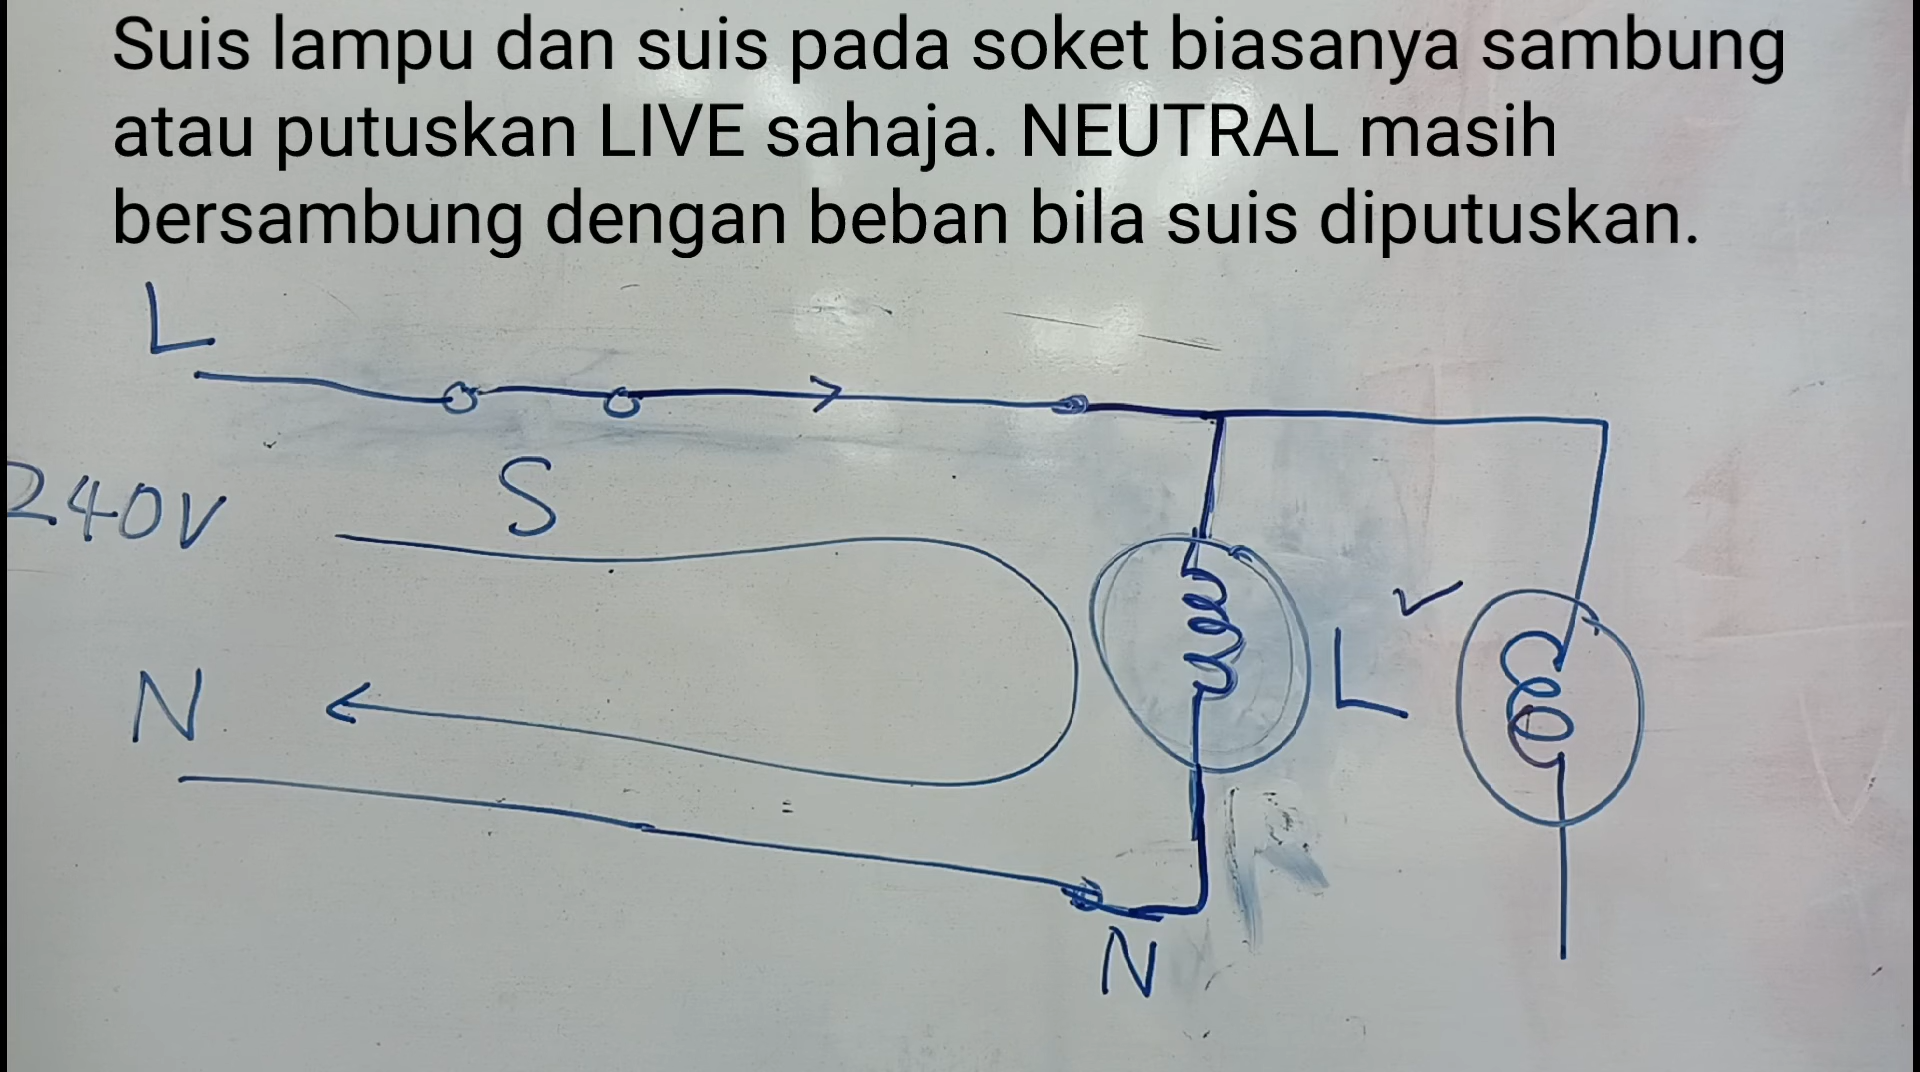 Suis lampu dan suis pada soket biasanya sambung
atau putuskan LIVE sahaja. NEUTRAL masih
bersambung dengan beban bila suis diputuskan.
L
240V
S
N
L
N